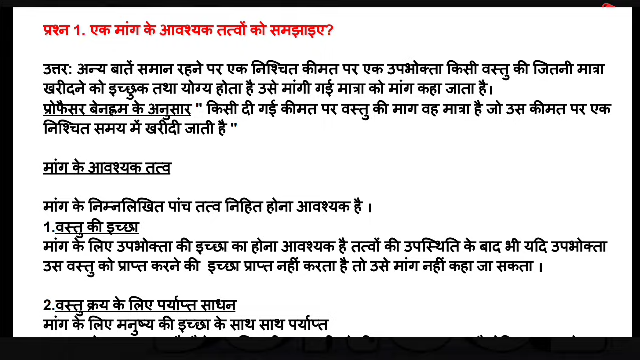 प्रश्न 1. एक मांग के आवश्यक तत्वों को समझाइए?
उत्तर: अन्य बातें समान रहने पर एक निश्चित कीमत पर एक उपभोक्ता किसी वस्तु की जितनी मात्रा
खरीदने को इच्छुक तथा योग्य होता है उसे मांगी गई मात्रा को मांग कहा जाता है।
प्रोफैसर बेनह्रम के अनुसार " किसी दी गई कीमत पर वस्तु की माग वह मात्रा है जो उस कीमत पर एक
निश्चित समय में खरीदी जाती है "
मांग के आवश्यक तत्व
मांग के निम्नलिखित पांच तत्व निहित होना आवश्यक है ।
1.वस्तु की इच्छा
मांग के लिए उपभोक्ता की इच्छा का होना आवश्यक है तत्वों की उपस्थिति के बाद भी यदि उपभोक्ता
उस वस्तु को प्राप्त करने की इच्छा प्राप्त नहीं करता है तो उसे मांग नहीं कहा जा सकता ।
2.वस्तु क्रय के लिए पर्याप्त साधन
मांग के लिए मनुष्य की इच्छा के साथ साथ पर्याप्त